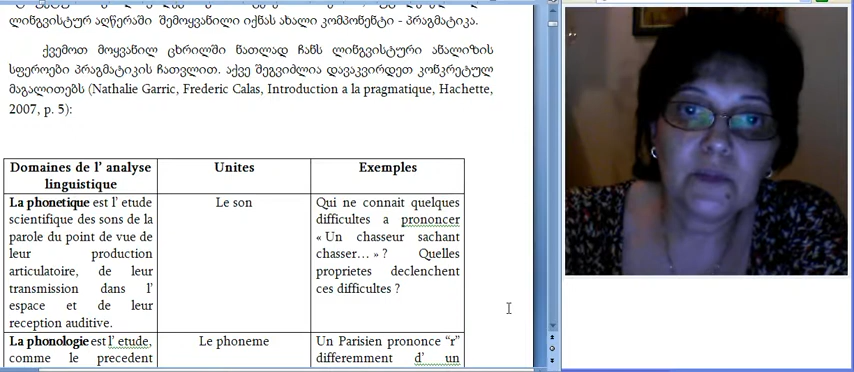 ლინგვისტურ აღწერაში შემოყვანილი იქნას ახალი კომპონენტი - პრაგმატიკა.
ქვემოთ მოყვანილ ცხრილში ნათლად ჩანს ლინგვისტური ანალიზის
სფეროები პრაგმატიკის ჩათვლით. აქვე შეგვიძლია დავაკვირდეთ კონკრეტულ
მაგალითებს (Nathalie Garric, Frederic Calas, Introduction a la pragmatique, Hachette,
2007, p. 5):
Domaines de l' analyse
linguistique
Unites
Exemples
La phonetique est l' etude
scientifique des sons de la
parole du point de vue de
leur production
articulatoire, de leur
transmission dans l'
espace et de leur
reception auditive.
Le son
Qui ne connait quelques
difficultes a prononcer
« Un chasseur sachant
chasser… » ? Quelles
proprietes declenchent
ces difficultes ?
La phonologie est l' etude,
comme le precedent
Le phoneme
Un Parisien prononce “r”
differemment d' un